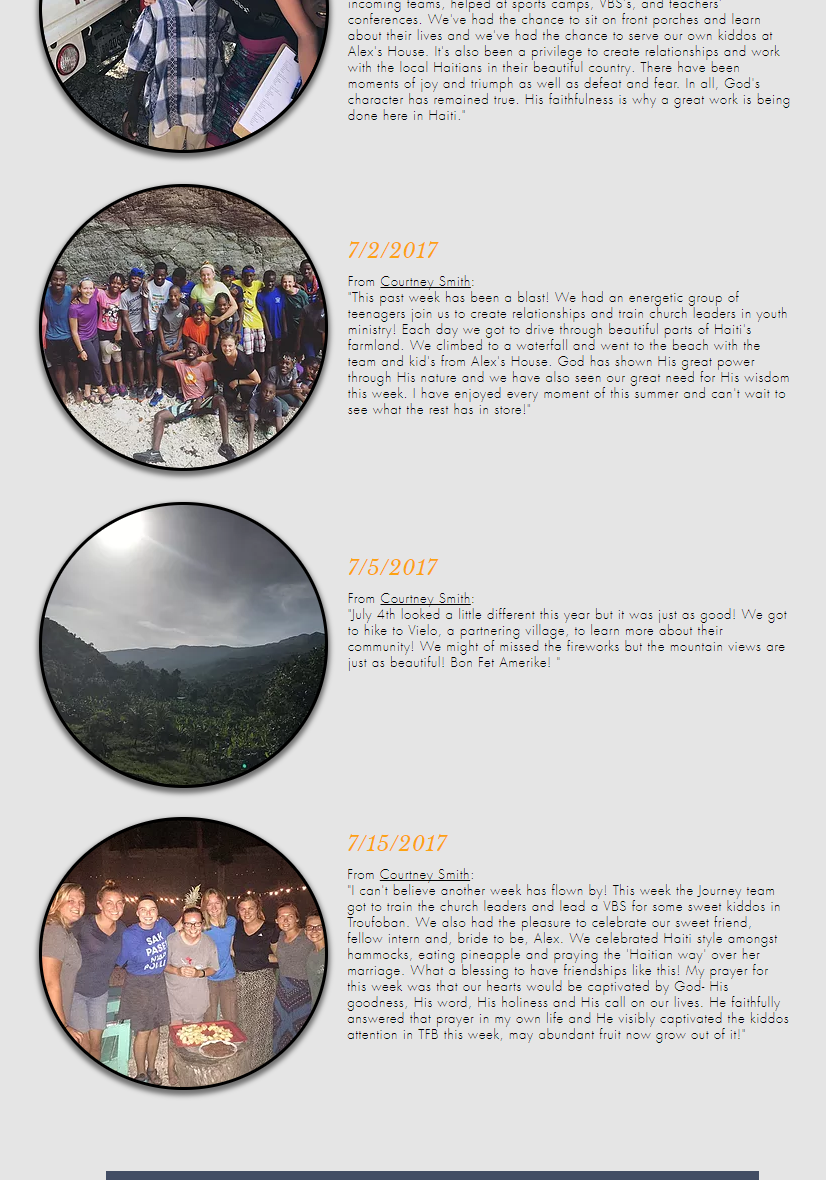 incoming teams, helped at sports camps, VBS's, and teachers'
conferences. We've had the chance to sit on front porches and learn
about their lives and we've had the chance to serve our own kiddos at
Alex's House. It's also been a privilege to create relationships and work
with the local Haitians in their beautiful country. There have been
moments of joy and triumph as well as defeat and fear. In all, God's
character has remained true. His faithfulness is why a great work is being
done here in Haiti."
7/2/2017
From Courtney Smith:
"This past week has been a blast! We had an energetic group of
teenagers join us to create relationships and train church leaders in youth
ministry! Each day we got to drive through beautiful parts of Haiti's
farmland. We climbed to a waterfall and went to the beach with the
team and kid's from Alex's House. God has shown His great power
through His nature and we have also seen our great need for His wisdom
this week. I have enjoyed every moment of this summer and can't wait to
see what the rest has in store!"
7/5/2017
From Courtney Smith:
"July 4th looked a little different this year but it was just as good! We got
to hike to Vielo, a partnering village, to learn more about their
community! We might of missed the fireworks but the mountain views are
just as beautiful! Bon Fet Amerike! "
7/15/2017
From Courtney Smith:
"I can't believe another week has flown by! This week the Journey team
got to train the church leaders and lead a VBS for some sweet kiddos in
Troufoban. We also had the pleasure to celebrate our sweet friend,
fellow intern and, bride to be, Alex. We celebrated Haiti style amongst
hammocks, eating pineapple and praying the 'Haitian way' over her
marriage. What a blessing to have friendships like this! My prayer for
this week was that our hearts would be captivated by God- His
goodness, His word, His holiness and His call on our lives. He faithfully
answered that prayer in my own life and He visibly captivated the kiddos
attention in TFB this week, may abundant fruit now grow out of it!"
SAK
PASE